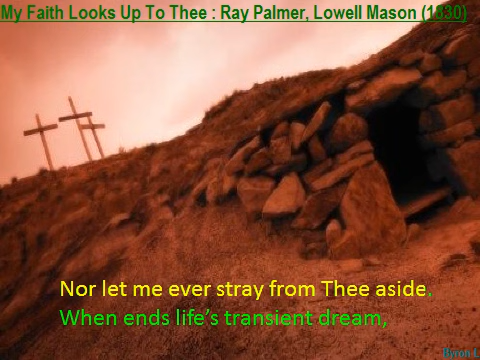 My Faith Looks Up To Thee : Ray Palmer, Lowell Mason (1830)
Nor let me ever stray from Thee aside.
When ends life's transient dream,
Byron L